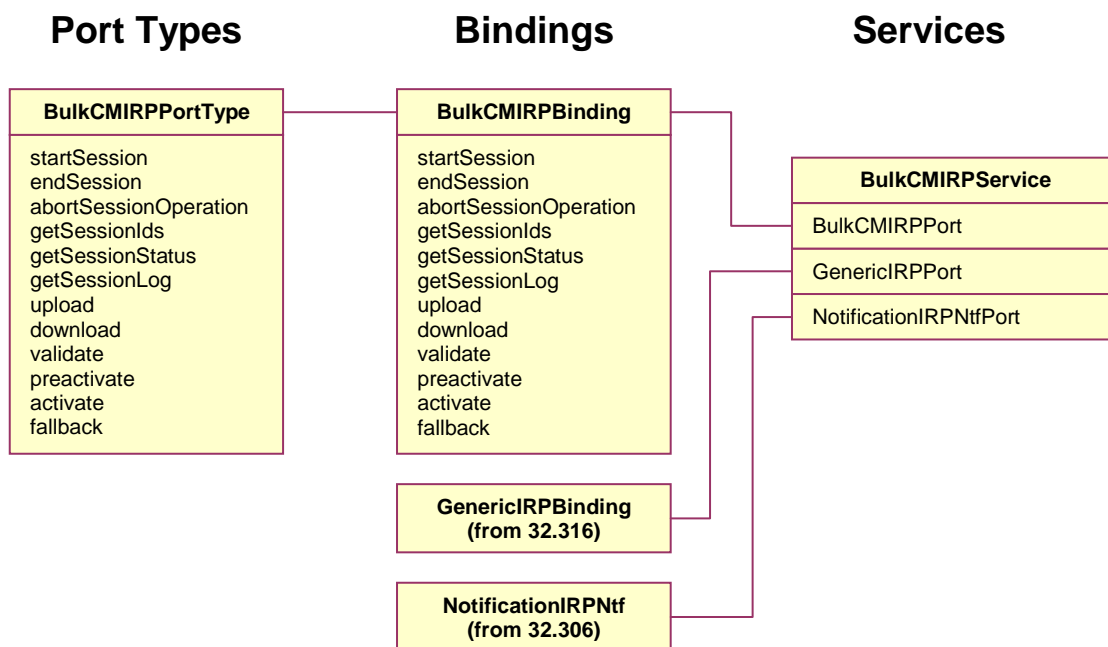 Port Types
Bindings
Services
BulkCMIRPPortType
startSession
endSession
abortSessionOperation
getSessionIds
getSessionStatus
getSessionLog
upload
download
validate
preactivate
activate
fallback
BulkCMIRPBinding
startSession
endSession
abortSessionOperation
getSessionIds
getSessionStatus
getSessionLog
upload
download
validate
preactivate
activate
fallback
GenericIRPBinding
(from 32.316)
NotificationIRPNtf
(from 32.306)
BulkCMIRPService
BulkCMIRPPort
GenericIRPPort
NotificationIRPNtfPort